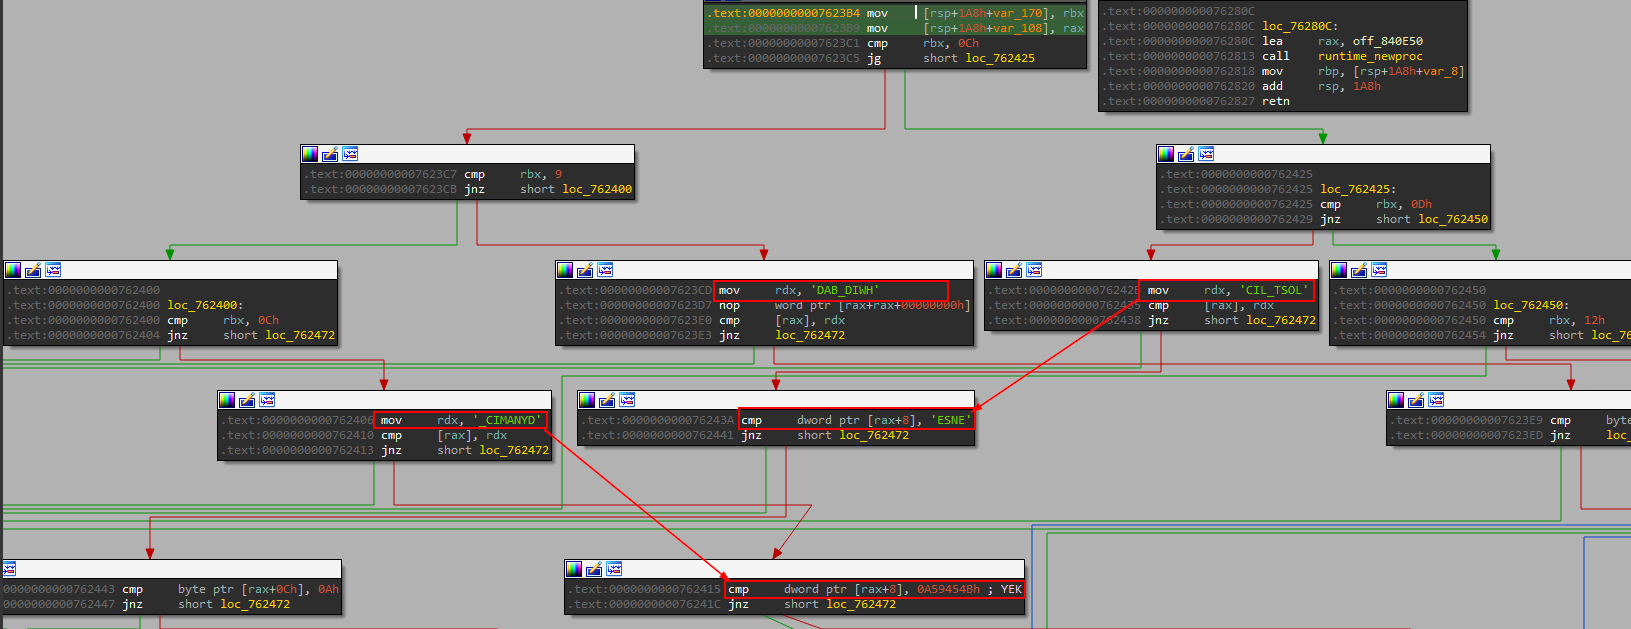 .text:00000000007623B4 mov [rsp+1A8h+var_170], rbx
.text:00000000007623B9 mov [rsp+1A8h+var_108], rax
.text:00000000007623C1 cmp rbx, 0Ch
.text:00000000007623C5 jg short loc_762425
.text:000000000076280C
.text:000000000076280C loc_76280C:
.text:000000000076280C lea rax, off_840E50
.text:0000000000762813 call runtime_newproc
.text:0000000000762818 mov rbp, [rsp+1A8h+var_8]
.text:0000000000762820 add rsp, 1A8h
.text:0000000000762827 retn
.text:00000000007623C7 cmp rbx, 9
.text:00000000007623CB jnz short loc_762400
.text:0000000000762425
.text:0000000000762425 loc_762425:
.text:0000000000762425 cmp rbx, 0Dh
.text:0000000000762429 jnz short loc_762450
.text:0000000000762400
.text:0000000000762400 loc_762400:
.text:0000000000762400 cmp rbx, 0Ch
.text:0000000000762404 jnz short loc_762472
.text:00000000007623CD mov rdx, 'DAB_DIWH'
.text:00000000007623D7 nop word ptr [rax+rax+00000000h]
.text:00000000007623E0 cmp [rax], rdx
.text:00000000007623E3 jnz loc_762472
.text:000000000076242B mov rdx, 'CIL_TSOL'
.text:0000000000762435 cmp [rax], rdx
.text:0000000000762438 jnz short loc_762472
.text:0000000000762450
.text:0000000000762450 loc_762450:
.text:0000000000762450 cmp rbx, 12h
.text:0000000000762454 jnz short loc_76
.text:0000000000762406 mov rdx, '_CIMANYD'
.text:0000000000762410 cmp [rax], rdx
.text:0000000000762413 jnz short loc_762472
.text:000000000076243A cmp dword ptr [rax+8], 'ESNE'
.text:0000000000762441 jnz short loc_762472
.text:00000000007623E9 cmp byte
.text:00000000007623ED jnz loc_
0000000000762443 cmp byte ptr [rax+0Ch], 0Ah
0000000000762447 jnz short loc_762472
.text:0000000000762415 cmp dword ptr [rax+8], 0A59454Bh ; YEK
.text:000000000076241C jnz short loc_762472